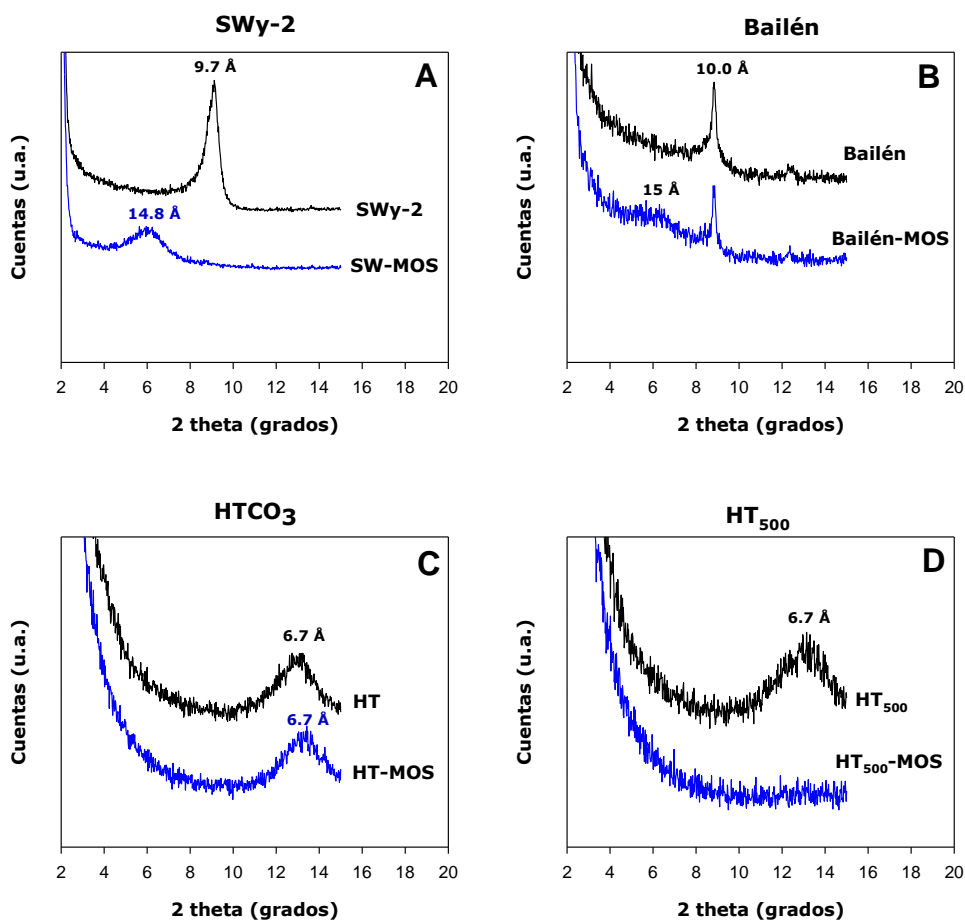 SWy-2
A
9.7 Å
14.8 Å
SWy-2
SW-MOS
Cuentas (u.a.)
2 4 6 8 10 12 14 16 18 20
2 theta (grados)
Bailén
B
10.0 Å
15 Å
Bailén
Bailén-MOS
Cuentas (u.a.)
2 4 6 8 10 12 14 16 18 20
2 theta (grados)
HTCO3
C
6.7 Å
6.7 Å
HT
HT-MOS
Cuentas (u.a.)
2 4 6 8 10 12 14 16 18 20
2 theta (grados)
HT500
D
6.7 Å
HT500
HT500-MOS
Cuentas (u.a.)
2 4 6 8 10 12 14 16 18 20
2 theta (grados)